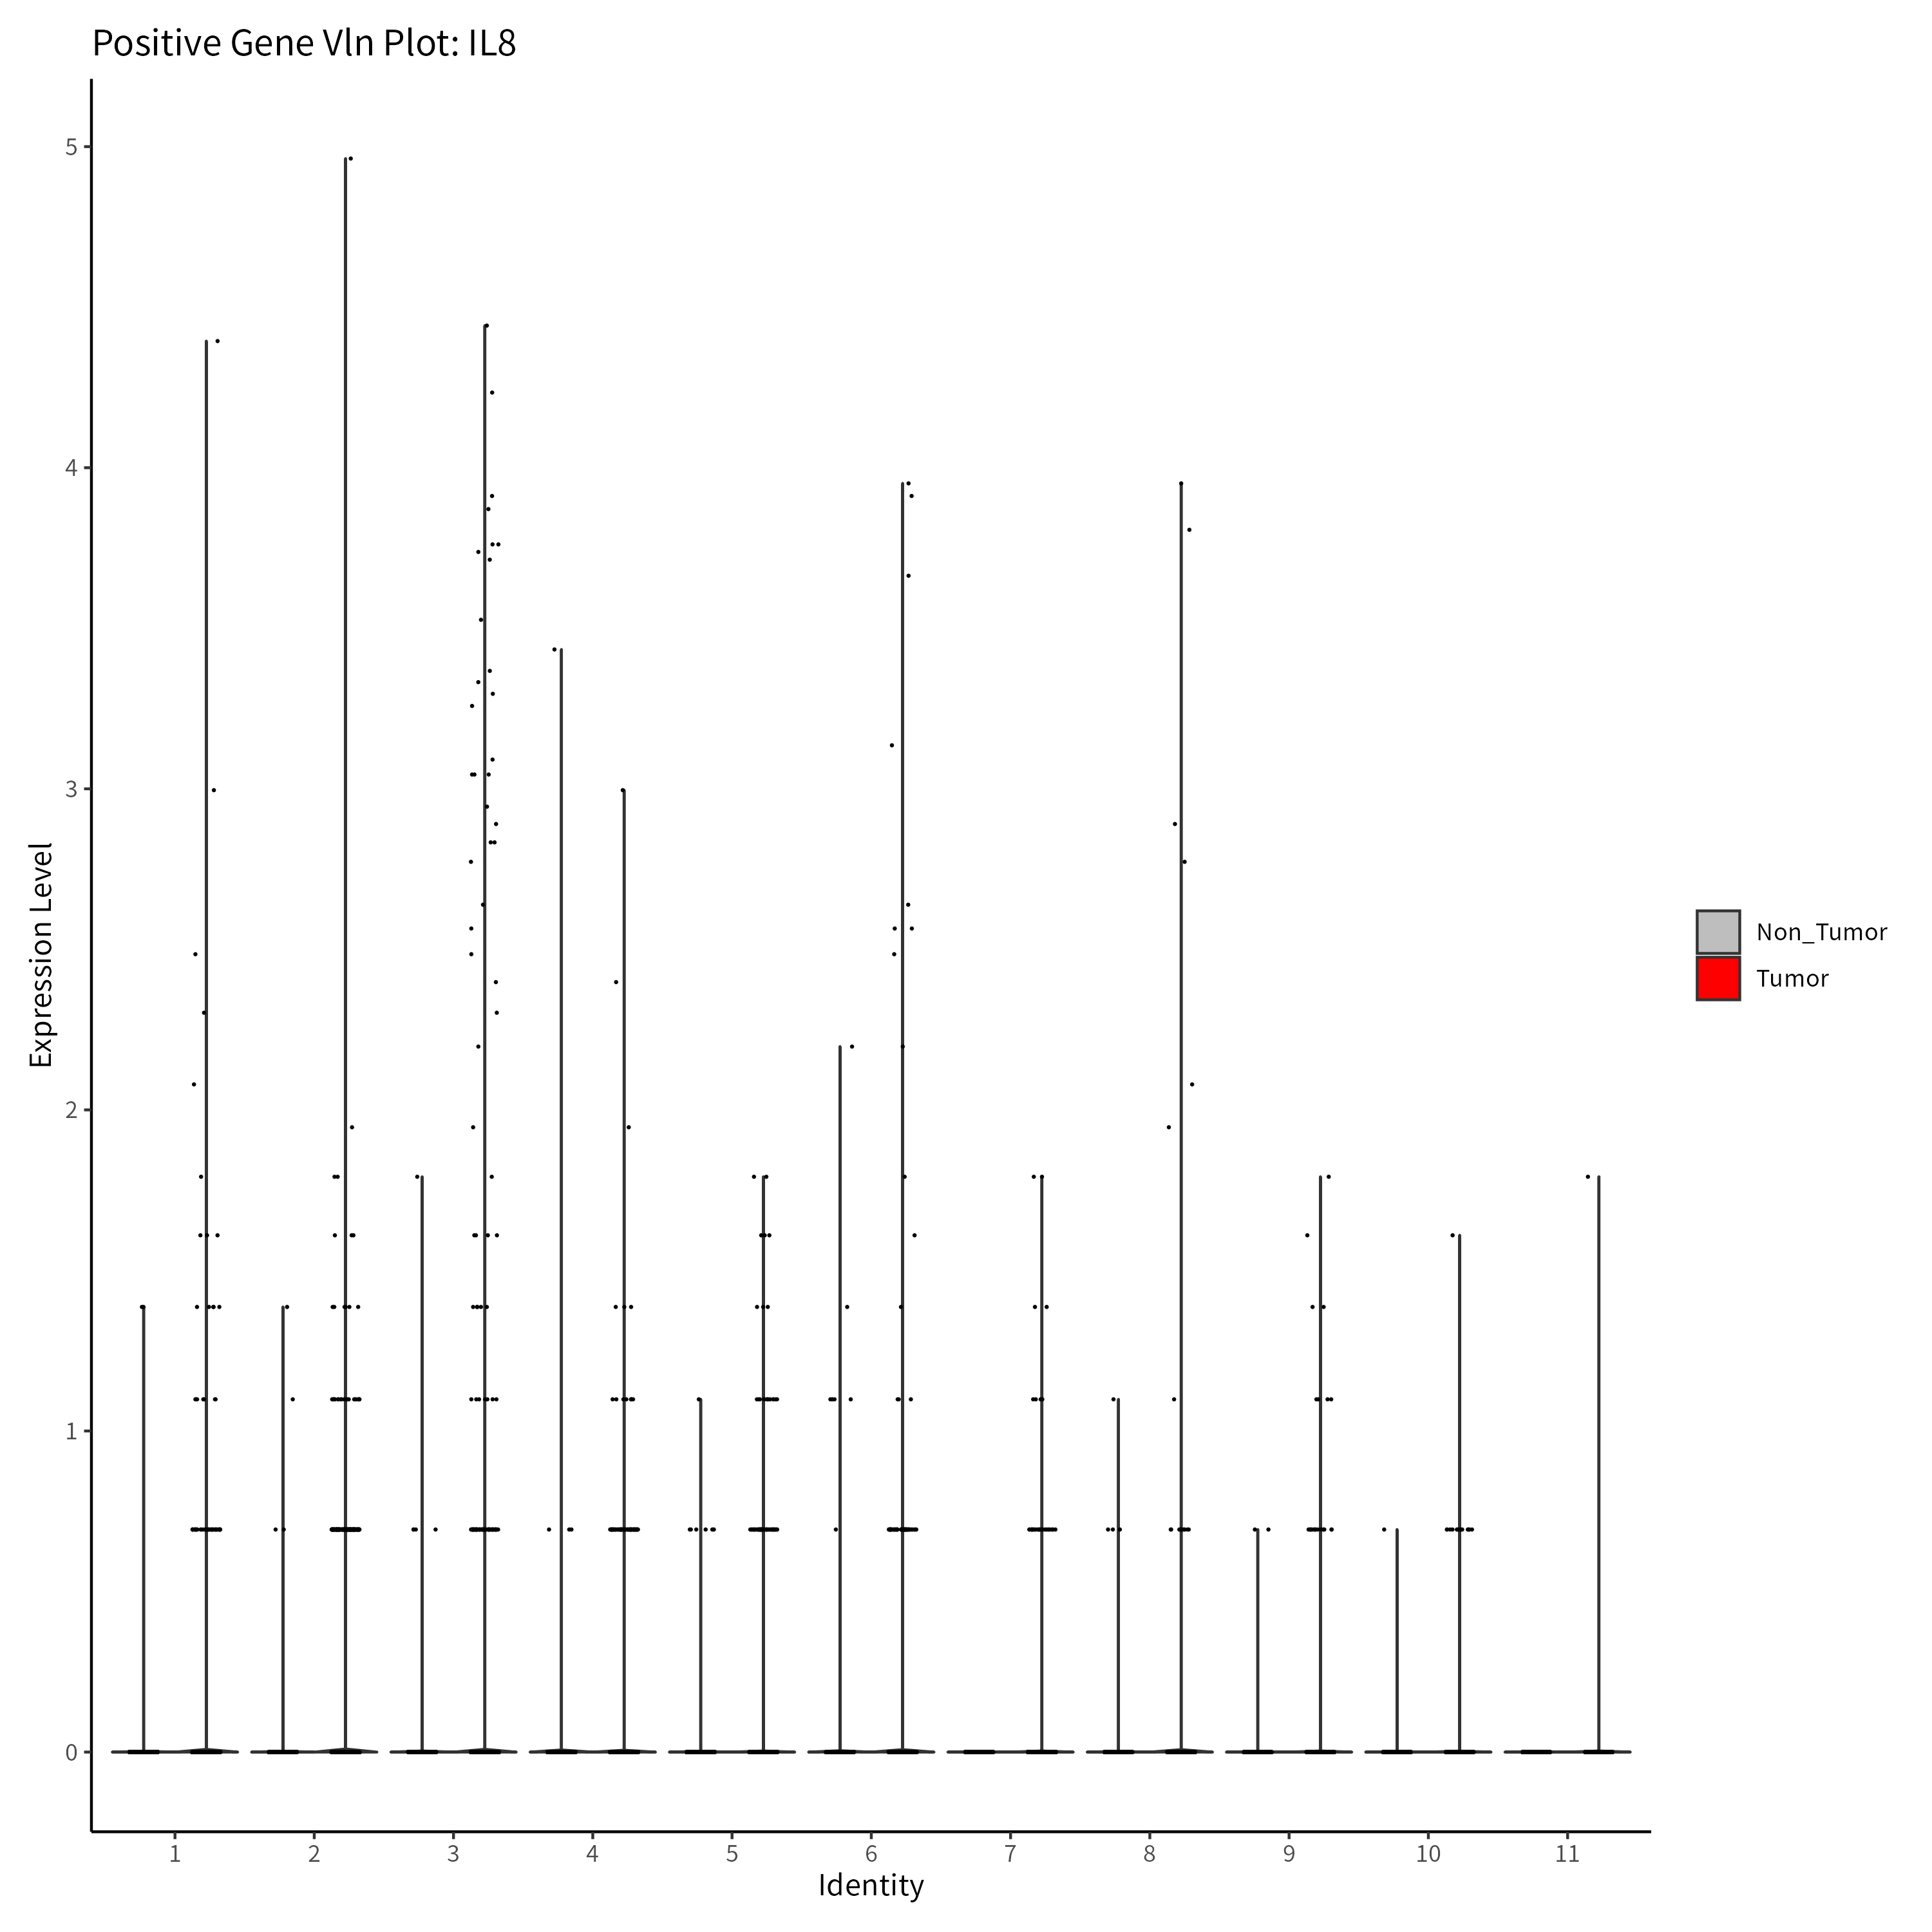 Positive Gene Vln Plot: IL8
5
4
3
2
1
0
Expression Level
1 2 3 4 5 6 7 8 9 10 11
Identity
Non_Tumor
Tumor